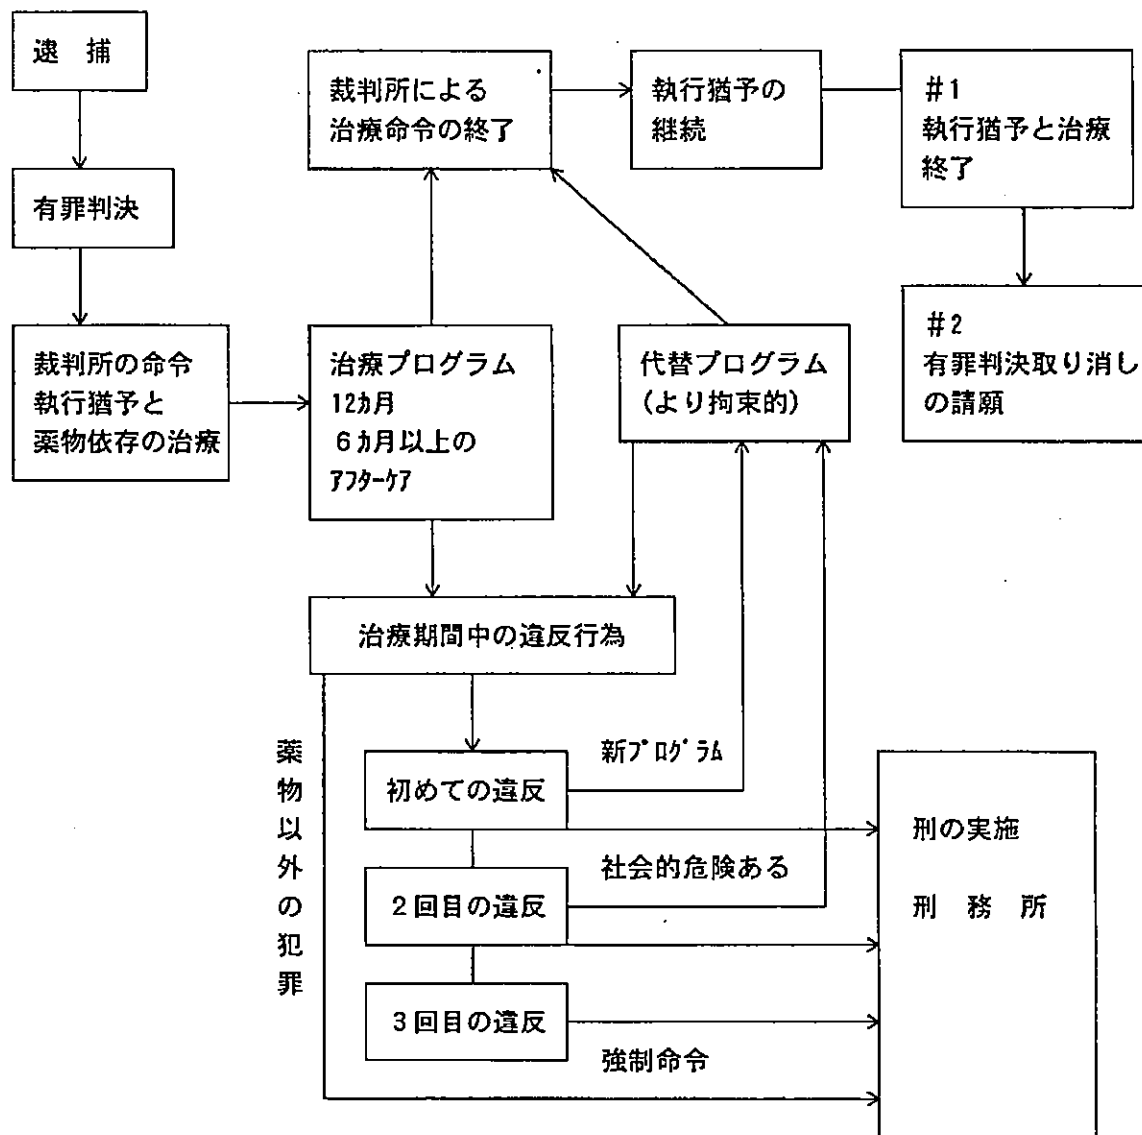 逮　捕
有罪判決
裁判所の命令
執行猶予と
薬物依存の治療
治療プログラム
12ｶ月
６ｶ月以上の
ｱﾌﾀｰｹｱ
裁判所による
治療命令の終了
執行猶予の
継続
＃1
執行猶予と治療
終了
＃2
有罪判決取り消し
の請願
代替プログラム
（より拘束的）
治療期間中の違反行為
薬物以外の犯罪
初めての違反
新ﾌﾟﾛｸﾞﾗﾑ
社会的危険ある
２回目の違反
３回目の違反
強制命令
刑の実施
刑　務　所